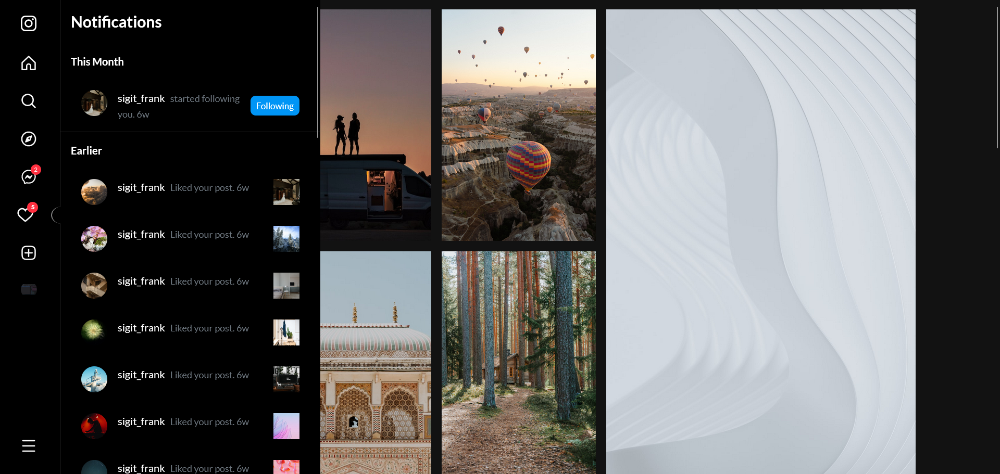 Notifications
This Month
sigit_frank started following
you. 6w
Following
Earlier
sigit_frank Liked your post. 6w
2
5
sigit_frank Liked your post. 6w
sigit_frank Liked your post. 6w
sigit_frank Liked your post. 6w
sigit_frank Liked your post. 6w
sigit_frank Liked your post. 6w
sigit_frank Liked your post. 6w